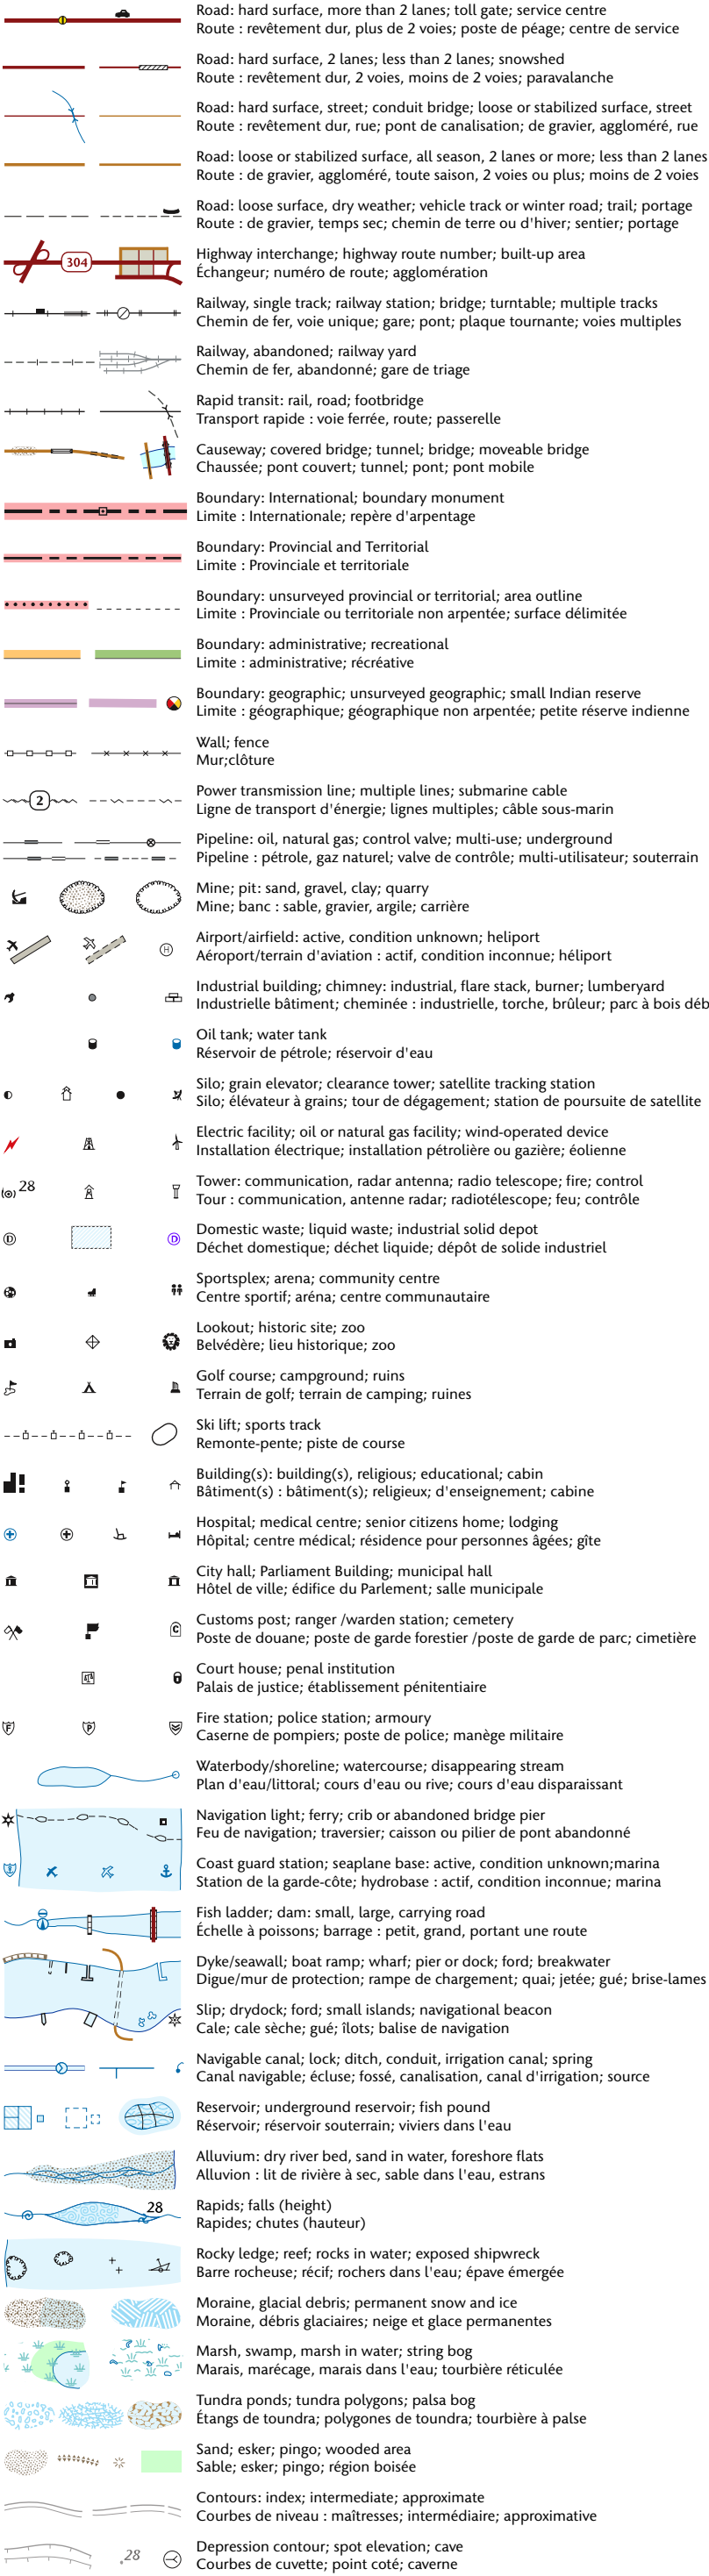 Road: hard surface, more than 2 lanes; toll gate; service centre
Route : revêtement dur, plus de 2 voies; poste de péage; centre de service
Road: hard surface, 2 lanes; less than 2 lanes; snowshed
Route : revêtement dur, 2 voies, moins de 2 voies; paravalanche
Road: hard surface, street; conduit bridge; loose or stabilized surface, street
Route : revêtement dur, rue; pont de canalisation; de gravier, aggloméré, rue
Road: loose or stabilized surface, all season, 2 lanes or more; less than 2 lanes
Route : de gravier, aggloméré, toute saison, 2 voies ou plus; moins de 2 voies
Road: loose surface, dry weather; vehicle track or winter road; trail; portage
Route : de gravier, temps sec; chemin de terre ou d'hiver; sentier; portage
304
Highway interchange; highway route number; built-up area
Échangeur; numéro de route; agglomération
Railway, single track; railway station; bridge; turntable; multiple tracks
Chemin de fer, voie unique; gare; pont; plaque tournante; voies multiples
Railway, abandoned; railway yard
Chemin de fer, abandonné; gare de triage
Rapid transit: rail, road; footbridge
Transport rapide : voie ferrée, route; passerelle
Causeway; covered bridge; tunnel; bridge; moveable bridge
Chaussée; pont couvert; tunnel; pont; pont mobile
Boundary: International; boundary monument
Limite : Internationale; repère d'arpentage
Boundary: Provincial and Territorial
Limite : Provinciale et territoriale
Boundary: unsurveyed provincial or territorial; area outline
Limite : Provinciale ou territoriale non arpentée; surface délimitée
Boundary: administrative; recreational
Limite : administrative; récréative
Boundary: geographic; unsurveyed geographic; small Indian reserve
Limite : géographique; géographique non arpentée; petite réserve indienne
Wall; fence
Mur;clôture
2
Power transmission line; multiple lines; submarine cable
Ligne de transport d'énergie; lignes multiples; câble sous-marin
Pipeline: oil, natural gas; control valve; multi-use; underground
Pipeline : pétrole, gaz naturel; valve de contrôle; multi-utilisateur; souterrain
Mine; pit: sand, gravel, clay; quarry
Mine; banc : sable, gravier, argile; carrière
H
Airport/airfield: active, condition unknown; heliport
Aéroport/terrain d'aviation : actif, condition inconnue; héliport
Industrial building; chimney: industrial, flare stack, burner; lumberyard
Industrielle bâtiment; cheminée : industrielle, torche, brûleur; parc à bois déb
Oil tank; water tank
Réservoir de pétrole; réservoir d'eau
Silo; grain elevator; clearance tower; satellite tracking station
Silo; élévateur à grains; tour de dégagement; station de poursuite de satellite
Electric facility; oil or natural gas facility; wind-operated device
Installation électrique; installation pétrolière ou gazière; éolienne
28
Tower: communication, radar antenna; radio telescope; fire; control
Tour : communication, antenne radar; radiotélescope; feu; contrôle
D D
Domestic waste; liquid waste; industrial solid depot
Déchet domestique; déchet liquide; dépôt de solide industriel
Sportsplex; arena; community centre
Centre sportif; aréna; centre communautaire
Lookout; historic site; zoo
Belvédère; lieu historique; zoo
Golf course; campground; ruins
Terrain de golf; terrain de camping; ruines
Ski lift; sports track
Remonte-pente; piste de course
Building(s): building(s), religious; educational; cabin
Bâtiment(s) : bâtiment(s); religieux; d'enseignement; cabine
Hospital; medical centre; senior citizens home; lodging
Hôpital; centre médical; résidence pour personnes âgées; gîte
City hall; Parliament Building; municipal hall
Hôtel de ville; édifice du Parlement; salle municipale
C
Customs post; ranger /warden station; cemetery
Poste de douane; poste de garde forestier /poste de garde de parc; cimetière
Court house; penal institution
Palais de justice; établissement pénitentiaire
F P
Fire station; police station; armoury
Caserne de pompiers; poste de police; manège militaire
Waterbody/shoreline; watercourse; disappearing stream
Plan d'eau/littoral; cours d'eau ou rive; cours d'eau disparaissant
Navigation light; ferry; crib or abandoned bridge pier
Feu de navigation; traversier; caisson ou pilier de pont abandonné
Coast guard station; seaplane base: active, condition unknown;marina
Station de la garde-côte; hydrobase : actif, condition inconnue; marina
Fish ladder; dam: small, large, carrying road
Échelle à poissons; barrage : petit, grand, portant une route
Dyke/seawall; boat ramp; wharf; pier or dock; ford; breakwater
Digue/mur de protection; rampe de chargement; quai; jetée; gué; brise-lames
Slip; drydock; ford; small islands; navigational beacon
Cale; cale sèche; gué; îlots; balise de navigation
Navigable canal; lock; ditch, conduit, irrigation canal; spring
Canal navigable; écluse; fossé, canalisation, canal d'irrigation; source
Reservoir; underground reservoir; fish pound
Réservoir; réservoir souterrain; viviers dans l'eau
Alluvium: dry river bed, sand in water, foreshore flats
Alluvion : lit de rivière à sec, sable dans l'eau, estrans
28
Rapids; falls (height)
Rapides; chutes (hauteur)
Rocky ledge; reef; rocks in water; exposed shipwreck
Barre rocheuse; récif; rochers dans l'eau; épave émergée
Moraine, glacial debris; permanent snow and ice
Moraine, débris glaciaires; neige et glace permanentes
Marsh, swamp, marsh in water; string bog
Marais, marécage, marais dans l'eau; tourbière réticulée
Tundra ponds; tundra polygons; palsa bog
Étangs de toundra; polygones de toundra; tourbière à palse
Sand; esker; pingo; wooded area
Sable; esker; pingo; région boisée
Contours: index; intermediate; approximate
Courbes de niveau : maîtresses; intermédiaire; approximative
.28
Depression contour; spot elevation; cave
Courbes de cuvette; point coté; caverne